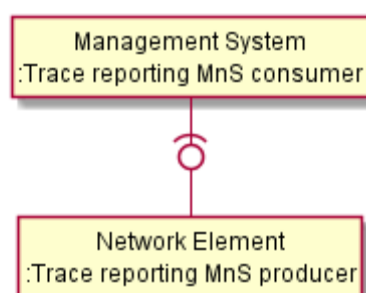 Management System
:Trace reporting MnS consumer
Network Element
:Trace reporting MnS producer